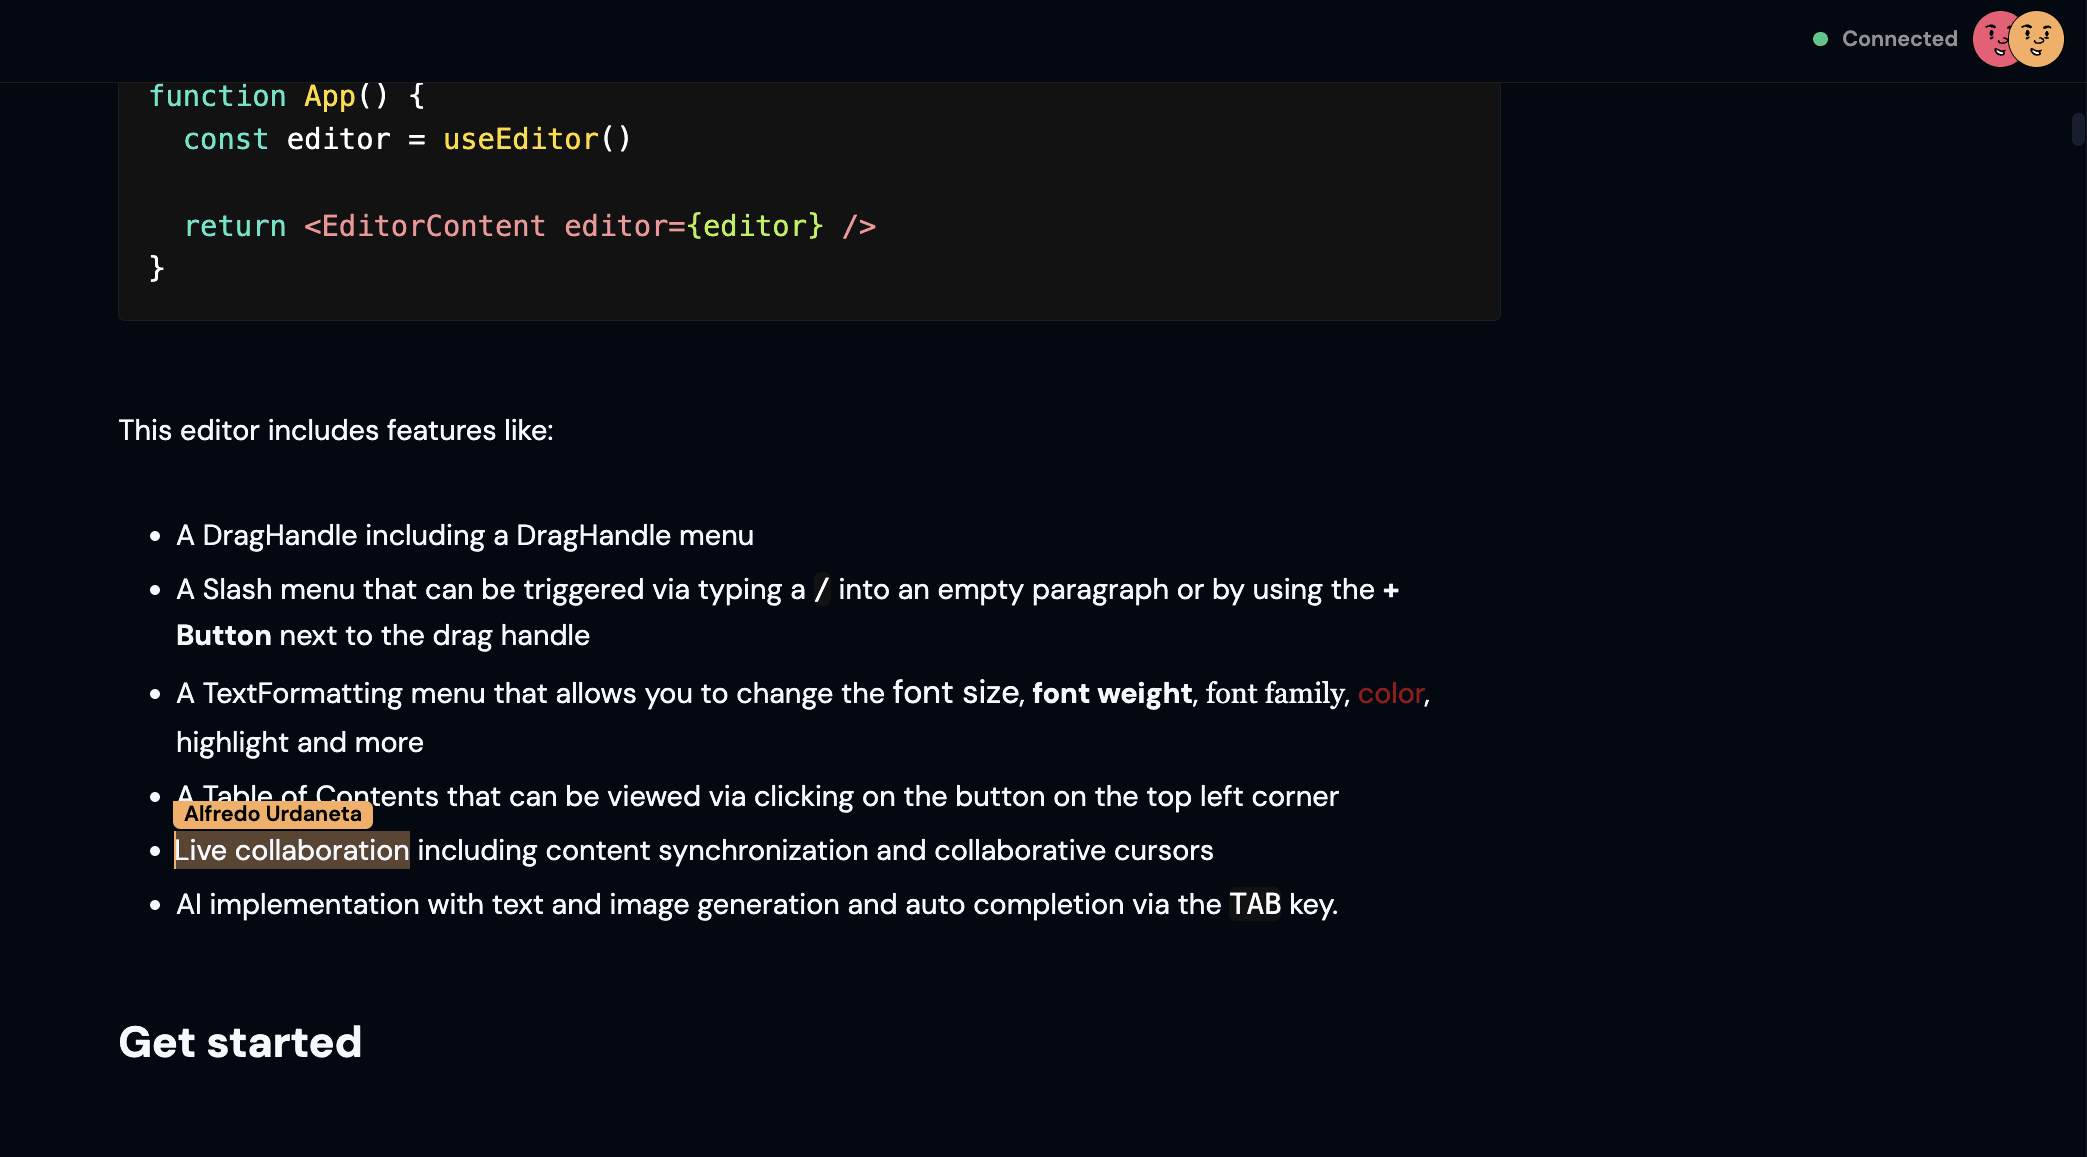 Connected
function App() {
const editor = useEditor()
return <EditorContent editor={editor} />
}
This editor includes features like:
• A DragHandle including a DragHandle menu
• A Slash menu that can be triggered via typing a / into an empty paragraph or by using the +
Button next to the drag handle
• A TextFormatting menu that allows you to change the font size, font weight, font family, color,
highlight and more
• A Table of Contents that can be viewed via clicking on the button on the top left corner
Alfredo Urdaneta
• Live collaboration including content synchronization and collaborative cursors
• AI implementation with text and image generation and auto completion via the TAB key.
Get started